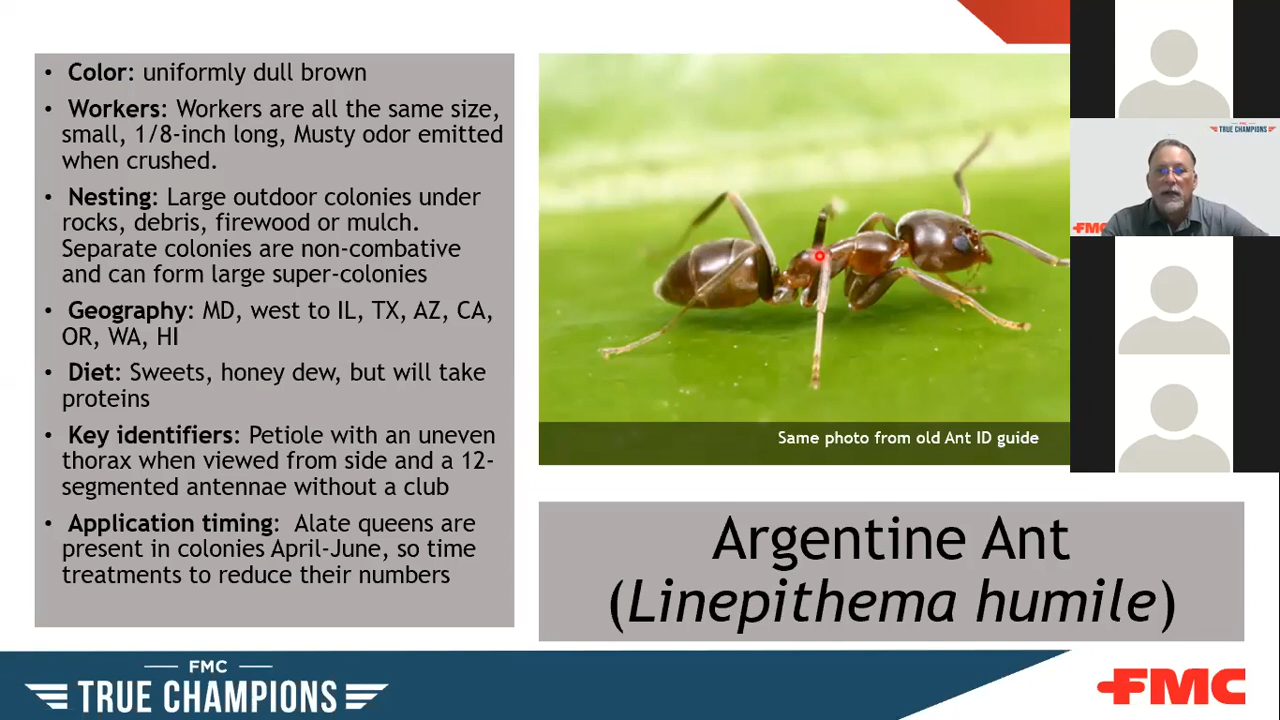 • Color: uniformly dull brown
• Workers: Workers are all the same size,
small, 1/8-inch long, Musty odor emitted
when crushed.
• Nesting: Large outdoor colonies under
rocks, debris, firewood or mulch.
Separate colonies are non-combative
and can form large super-colonies
• Geography: MD, west to IL, TX, AZ, CA,
OR, WA, HI
• Diet: Sweets, honey dew, but will take
proteins
• Key identifiers: Petiole with an uneven
thorax when viewed from side and a 12-
segmented antennae without a club
• Application timing: Alate queens are
present in colonies April-June, so time
treatments to reduce their numbers
Same photo from old Ant ID guide
Argentine Ant
(Linepithema humile)
TRUE CHAMPIONS
FMC
FMC
TRUE CHAMPIONS
FMC